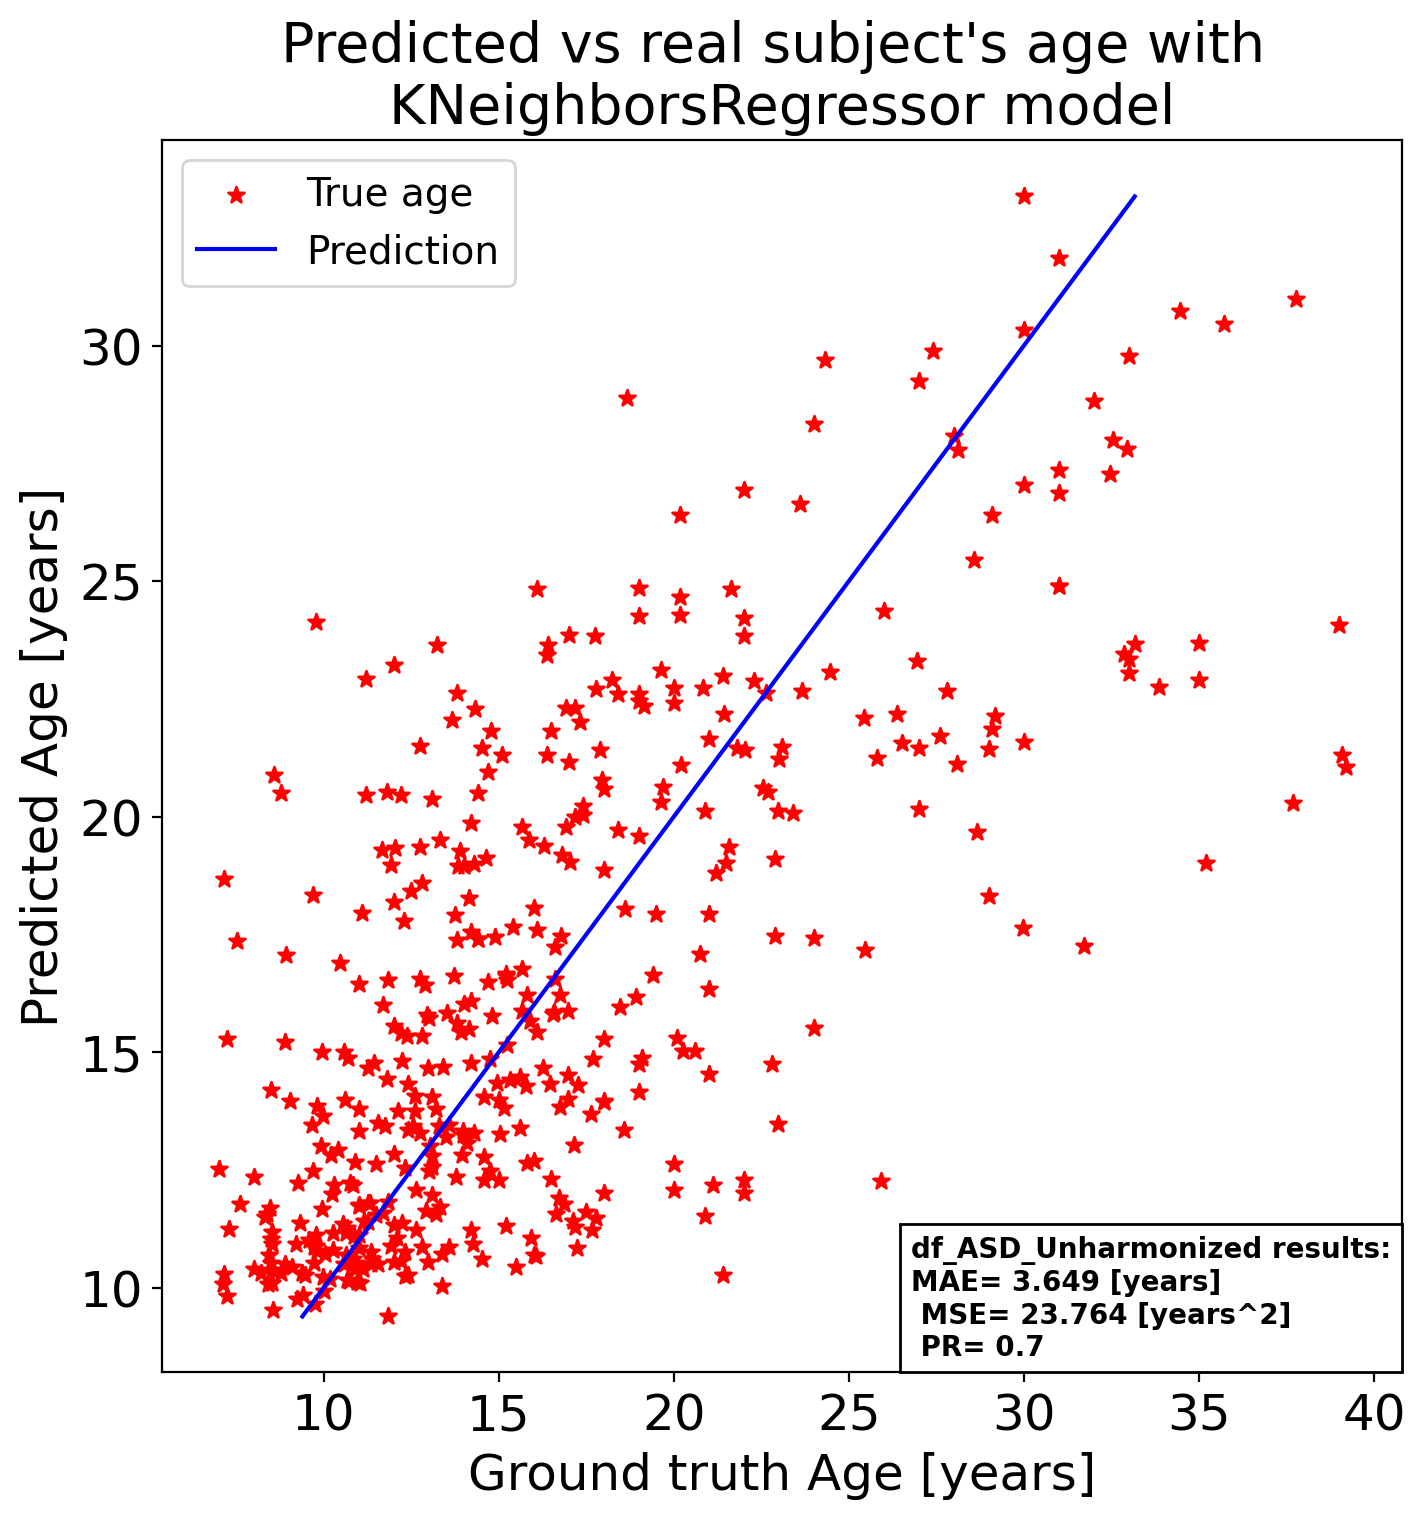 Predicted vs real subject's age with
KNeighborsRegressor model
True age
Prediction
Predicted Age [years]
30
25
20
15
10
df_ASD_Unharmonized results:
MAE= 3.649 [years]
MSE= 23.764 [years^2]
PR= 0.7
10 15 20 25 30 35 40
Ground truth Age [years]